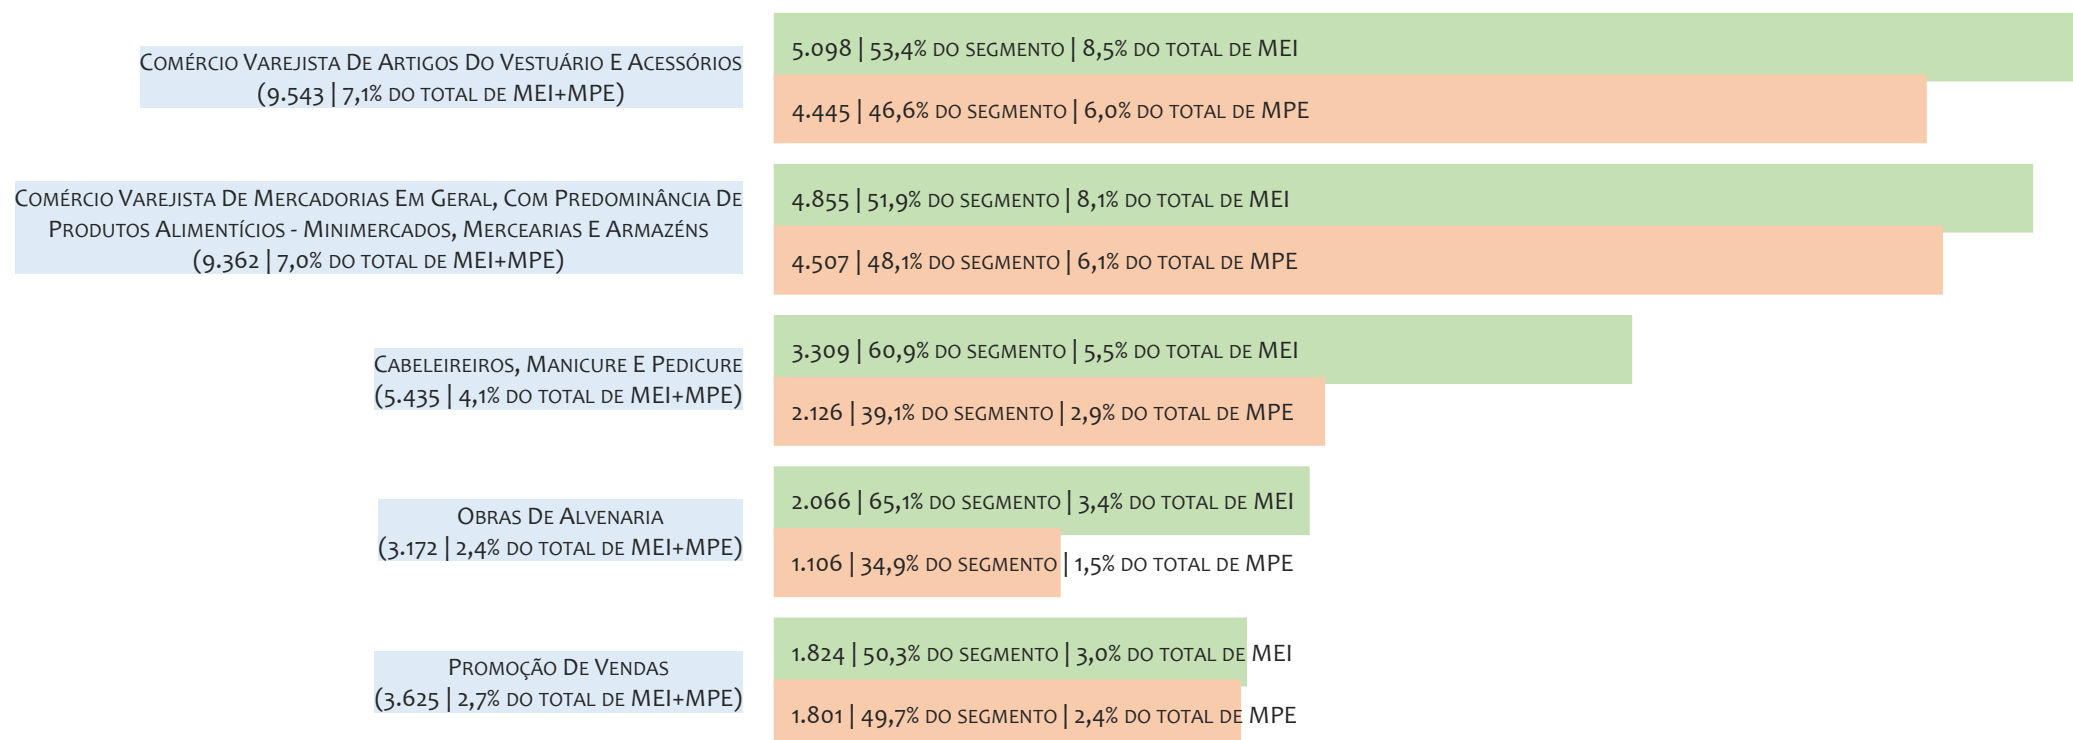 Comércio Varejista De Artigos Do Vestuário E Acessórios
(9.543 | 7,1% do total de MEI+MPE)
5.098 | 53,4% do segmento | 8,5% do total de MEI
4.445 | 46,6% do segmento | 6,0% do total de MPE
Comércio Varejista De Mercadorias Em Geral, Com Predominância De
Produtos Alimentícios - Minimercados, Mercearias E Armazéns
(9.362 | 7,0% do total de MEI+MPE)
4.855 | 51,9% do segmento | 8,1% do total de MEI
4.507 | 48,1% do segmento | 6,1% do total de MPE
Cabeleireiros, Manicure E Pedicure
(5.435 | 4,1% do total de MEI+MPE)
3.309 | 60,9% do segmento | 5,5% do total de MEI
2.126 | 39,1% do segmento | 2,9% do total de MPE
Obras De Alvenaria
(3.172 | 2,4% do total de MEI+MPE)
2.066 | 65,1% do segmento | 3,4% do total de MEI
1.106 | 34,9% do segmento | 1,5% do total de MPE
Promoção De Vendas
(3.625 | 2,7% do total de MEI+MPE)
1.824 | 50,3% do segmento | 3,0% do total de MEI
1.801 | 49,7% do segmento | 2,4% do total de MPE